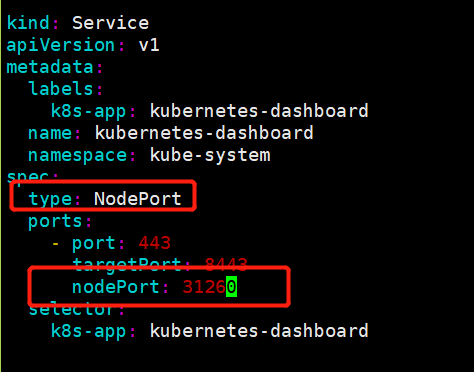 kind: Service
apiVersion: v1
metadata:
  labels:
    k8s-app: kubernetes-dashboard
  name: kubernetes-dashboard
  namespace: kube-system
spec:
  type: NodePort
  ports:
    - port: 443
      targetPort: 8443
      nodePort: 31260
  selector:
    k8s-app: kubernetes-dashboard